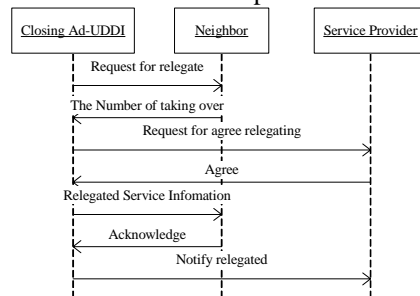 Closing Ad-UDDI
Neighbor
Service Provider
Request for relegate
The Number of taking over
Request for agree relegating
Agree
Relegated Service Infomation
Acknowledge
Notify relegated